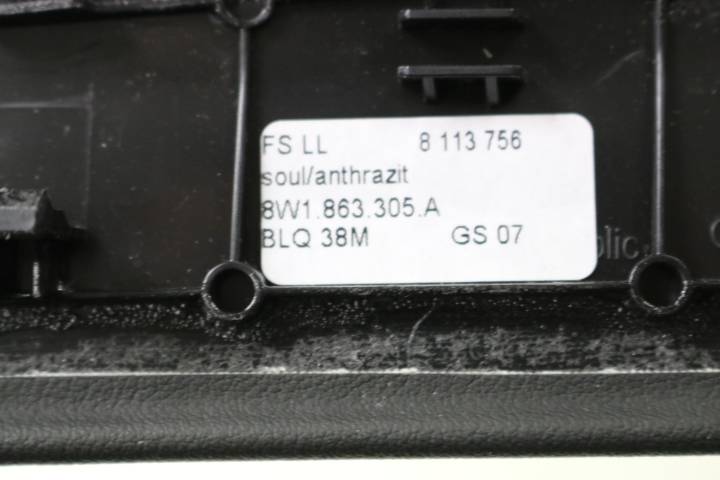 FS LL 8 113 756
soul/anthrazit
8W1.863.305.A
BLQ 38M GS 07